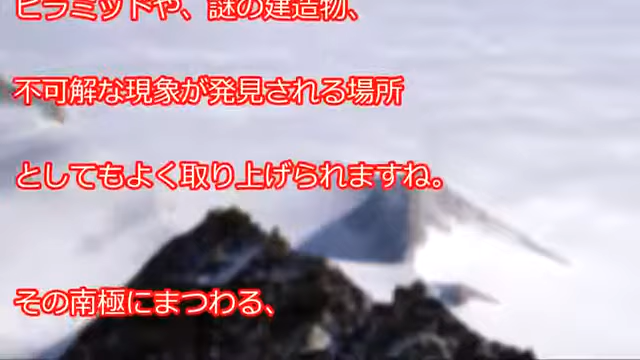 ピラミッドや、謎の建造物、
不可解な現象が発見される場所
としてもよく取り上げられますね。
その南極にまつわる、